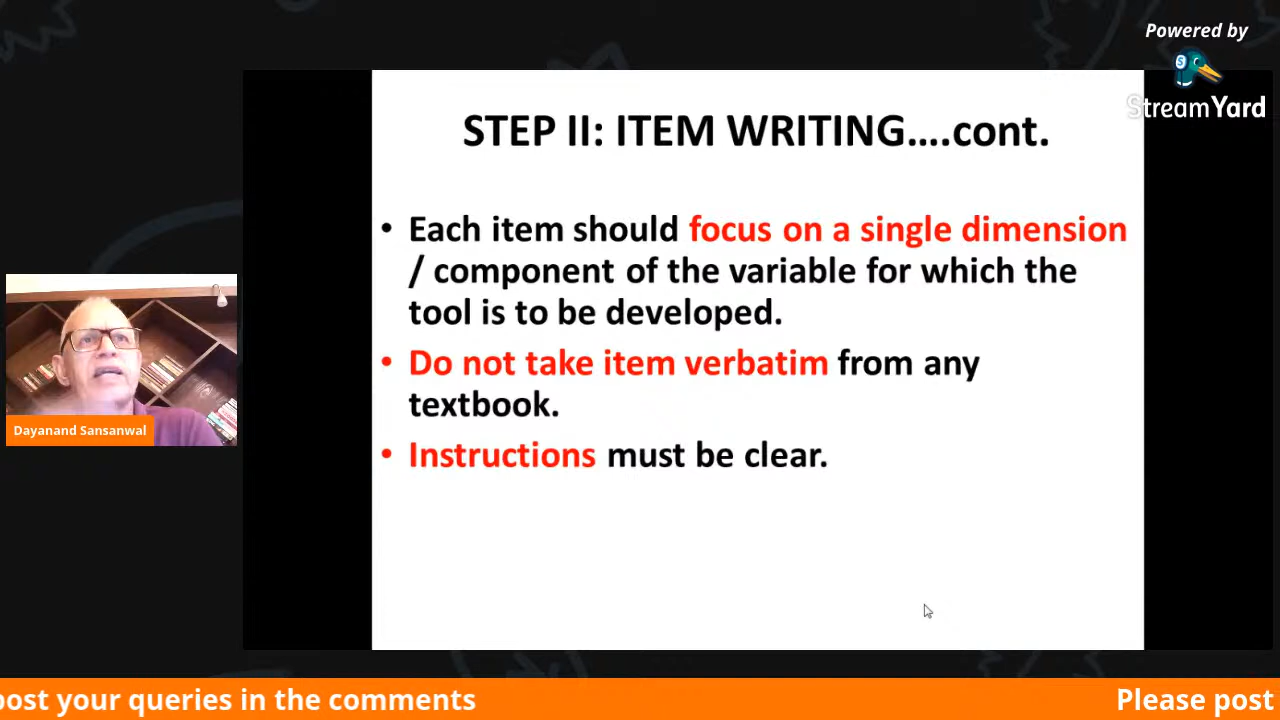 Powered by
StreamYard
STEP II: ITEM WRITING....cont.
• Each item should focus on a single dimension
/ component of the variable for which the
tool is to be developed.
• Do not take item verbatim from any
textbook.
• Instructions must be clear.
Dayanand Sansanwal
post your queries in the comments
Please post